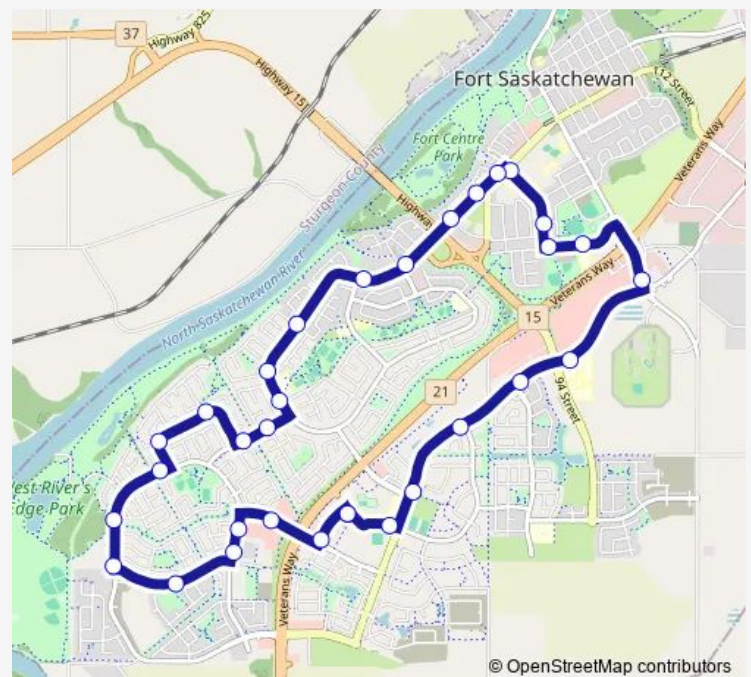 37
Highway 825
Highway 15
Fort Saskatchewan
112 Street
Fort Centre
Park
Sturgeon County
Highway
Veterans Way
North Saskatchewan River
Veterans Way
15
21
94 Street
West River's
Edge Park
Veterans Way
© OpenStreetMap contributors